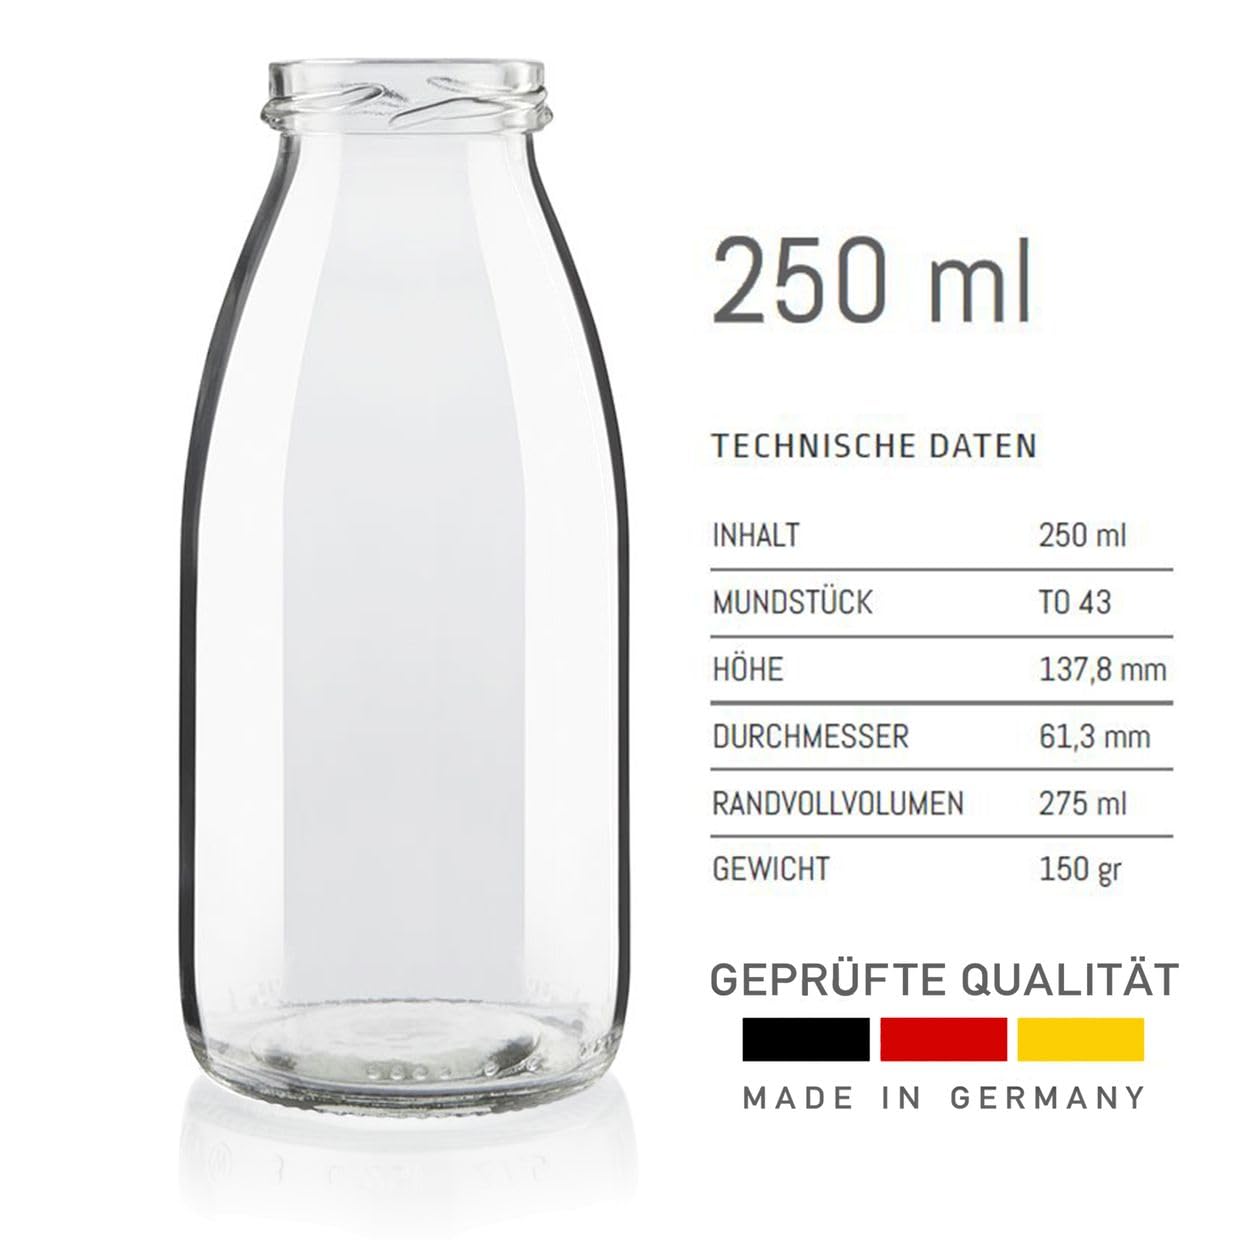 250 ml
TECHNISCHE DATEN
INHALT 250 ml
MUNDSTÜCK TO 43
HÖHE 137,8 mm
DURCHMESSER 61,3 mm
RANDVOLLVOLUMEN 275 ml
GEWICHT 150 gr
GEPRÜFTE QUALITÄT
MADE IN GERMANY